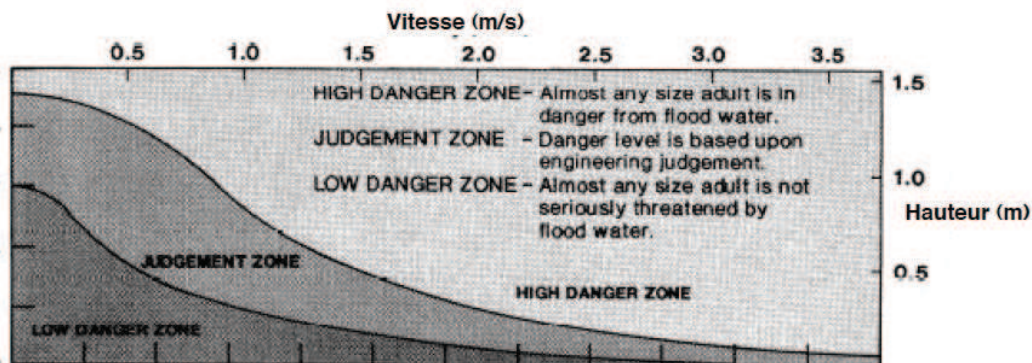 Vitesse (m/s)
0.5 1.0 1.5 2.0 2.5 3.0 3.5
HIGH DANGER ZONE - Almost any size adult is in
danger from flood water.
JUDGEMENT ZONE - Danger level is based upon
engineering judgement.
LOW DANGER ZONE - Almost any size adult is not
seriously threatened by
flood water.
1.5
1.0
Hauteur (m)
0.5
JUDGEMENT ZONE
HIGH DANGER ZONE
LOW DANGER ZONE